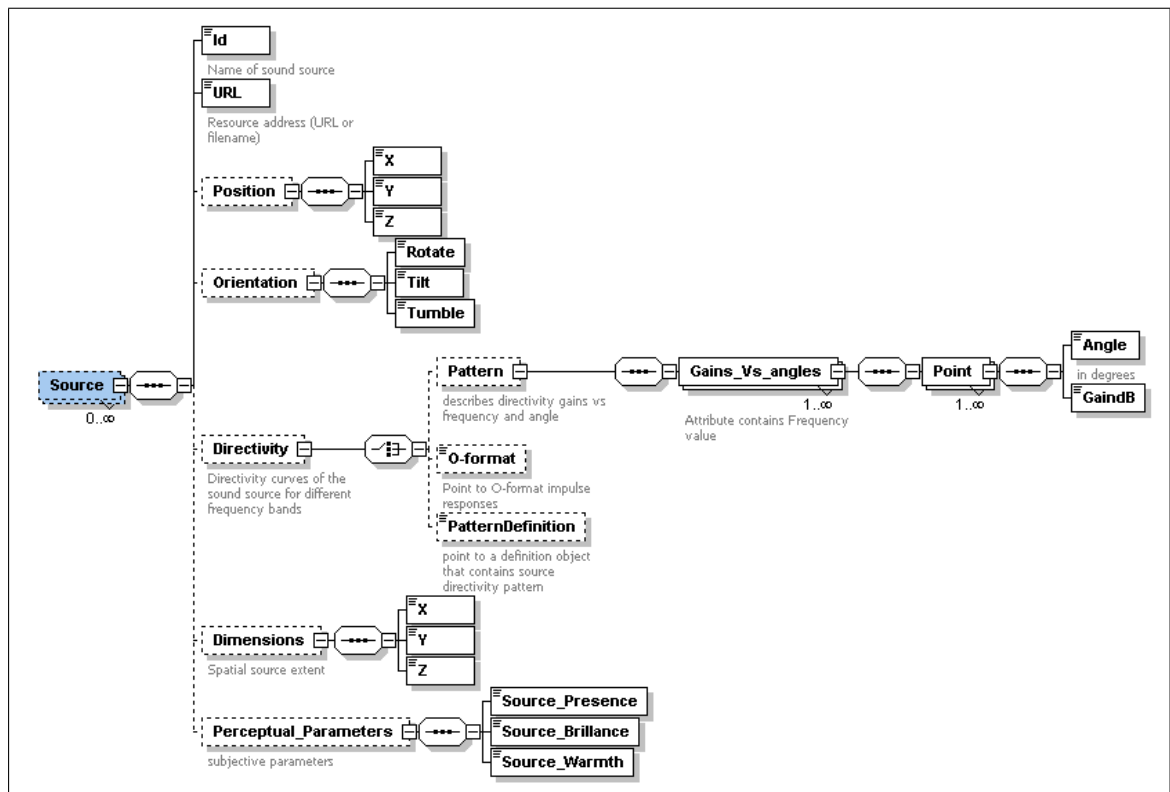 Id
Name of sound source
URL
Resource address (URL or
filename)
Position
X
Y
Z
Orientation
Rotate
Tilt
Tumble
Source
0..∞
Directivity
Directivity curves of the
sound source for different
frequency bands
Pattern
describes directivity gains vs
frequency and angle
Gains_Vs_angles
1..∞
Attribute contains Frequency
value
Point
1..∞
Angle
in degrees
GaindB
O-format
Point to O-format impulse
responses
PatternDefinition
point to a definition object
that contains source
directivity pattern
Dimensions
Spatial source extent
X
Y
Z
Perceptual_Parameters
subjective parameters
Source_Presence
Source_Brillance
Source_Warmth